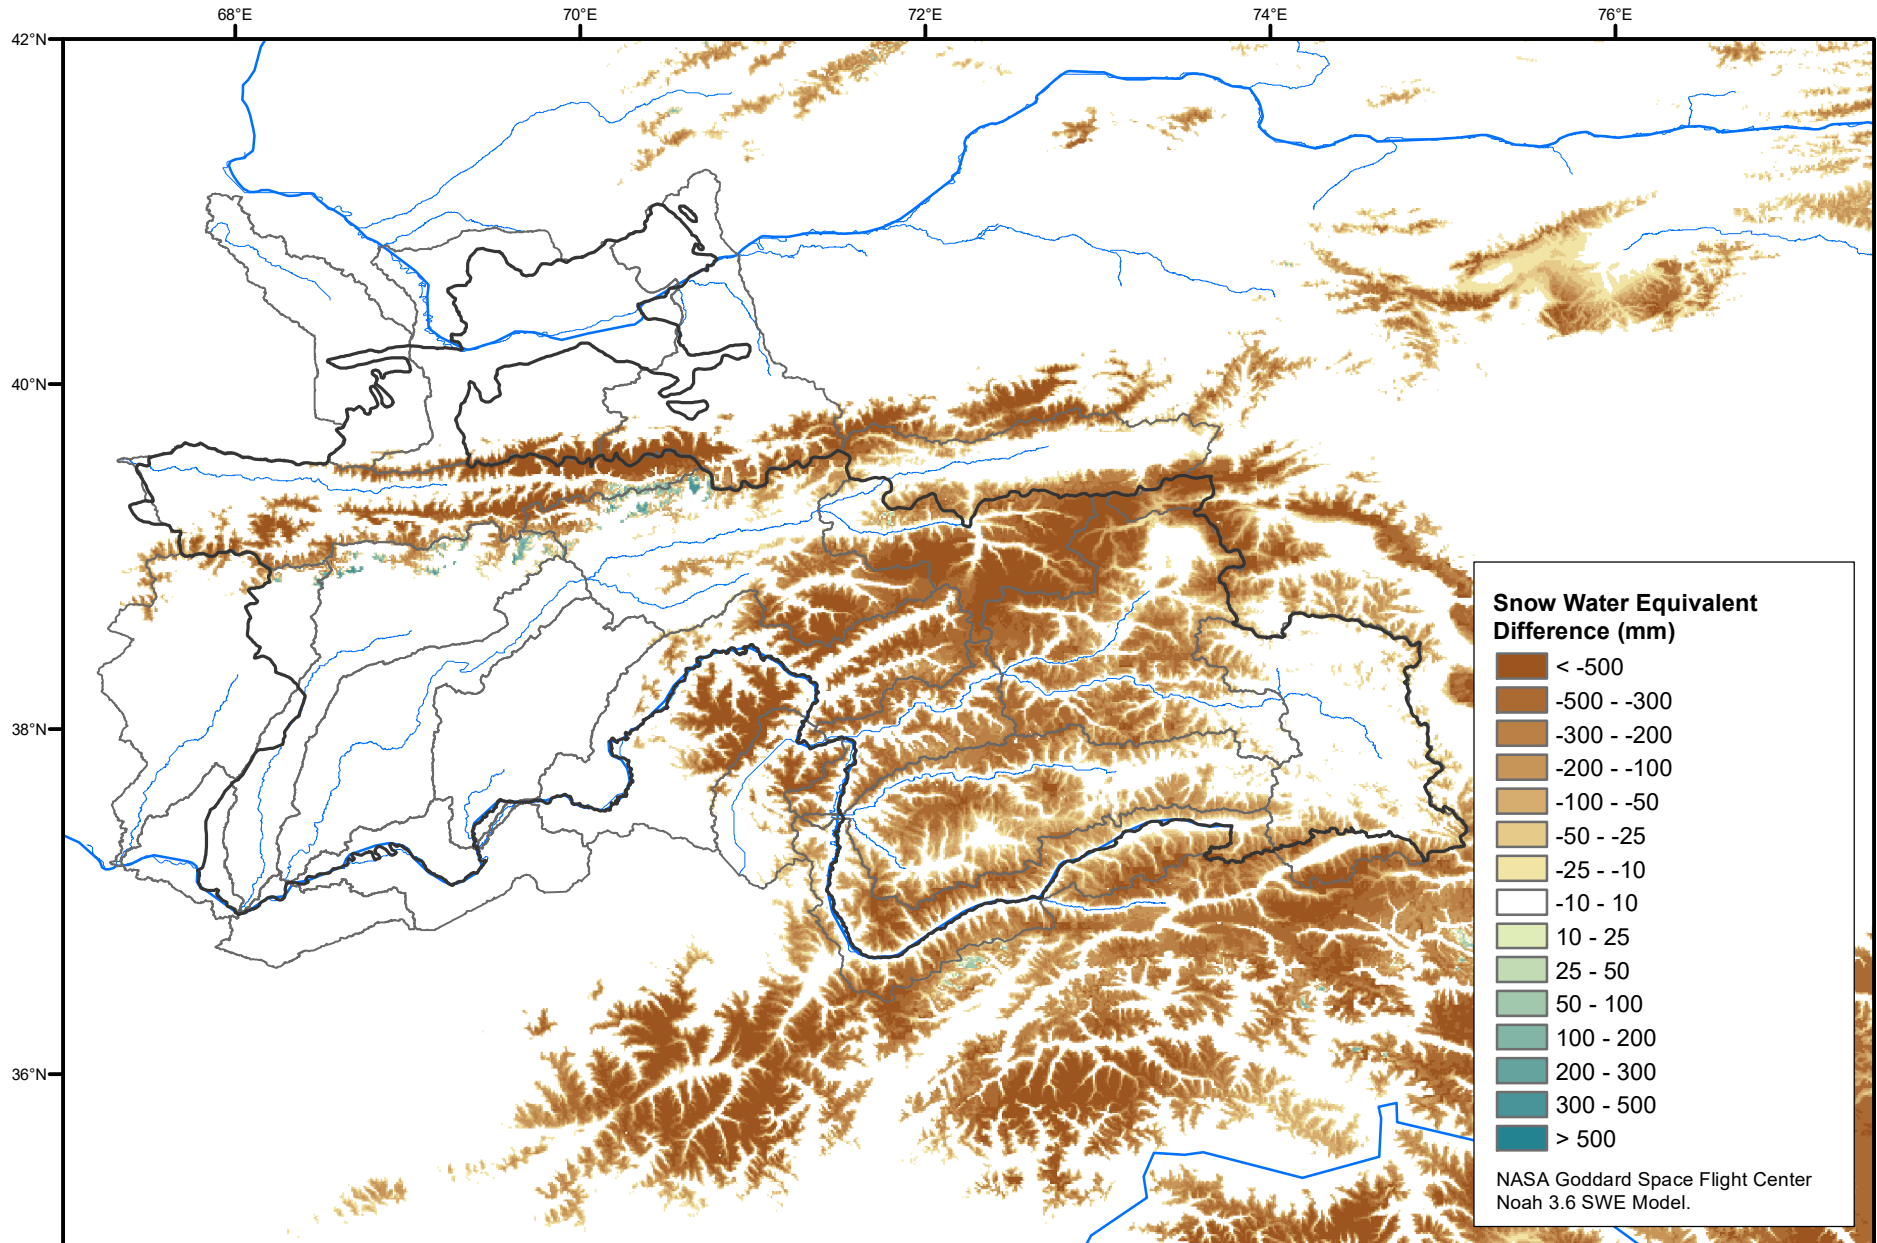 68°E
70°E
72°E
74°E
76°E
42°N
40°N
38°N
36°N
Snow Water Equivalent
Difference (mm)
< -500
-500 - -300
-300 - -200
-200 - -100
-100 - -50
-50 - -25
-25 - -10
-10 - 10
10 - 25
25 - 50
50 - 100
100 - 200
200 - 300
300 - 500
> 500
NASA Goddard Space Flight Center
Noah 3.6 SWE Model.